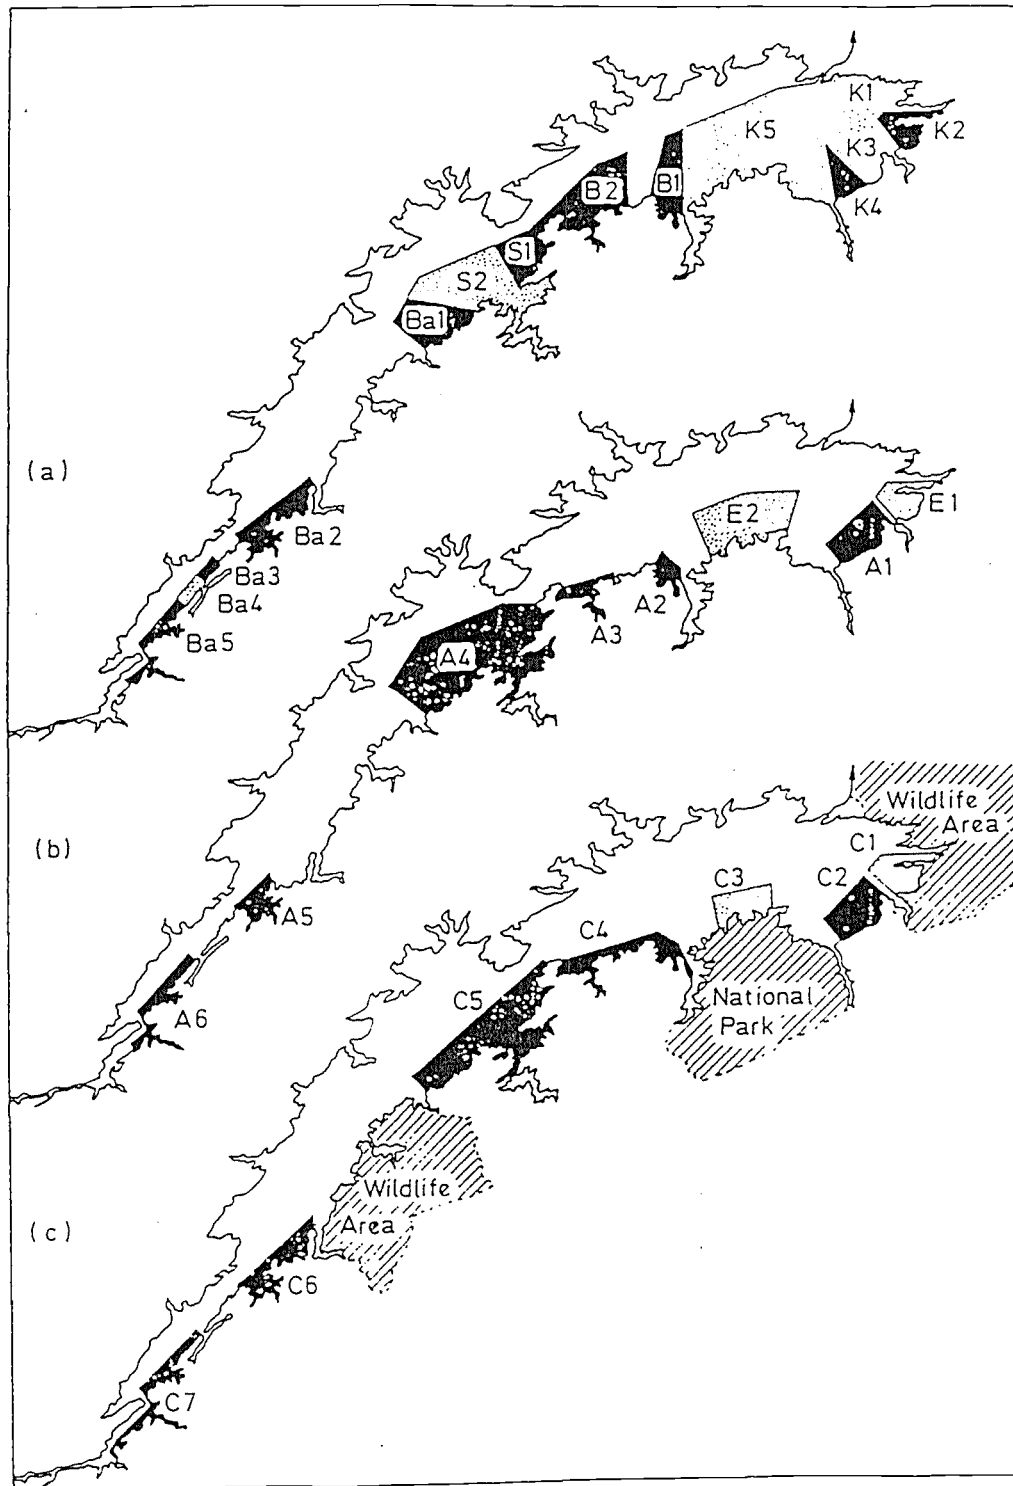 K1
K5
K2
K3
B2
B1
K4
S1
S2
Ba1
(a)
Ba2
Ba3
Ba4
Ba5
E1
E2
A1
A2
A3
A4
(b)
A5
A6
Wildlife
Area
C1
C2
C3
C4
C5
National
Park
Wildlife
Area
(c)
C6
C7